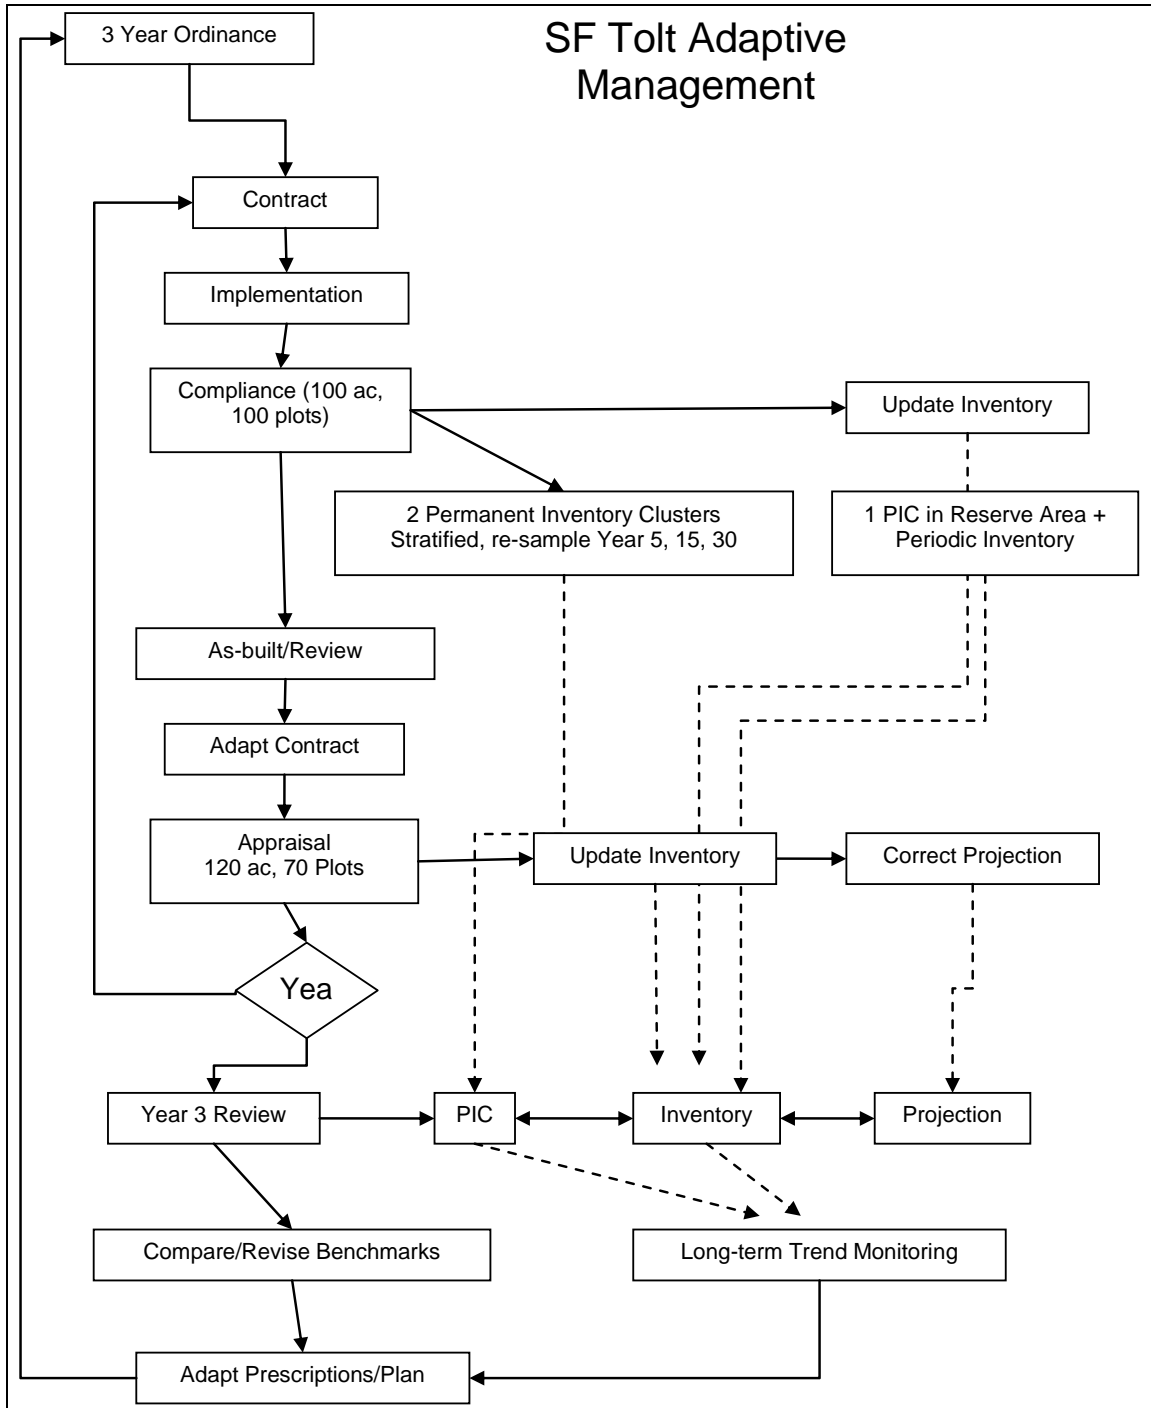 3 Year Ordinance
SF Tolt Adaptive
Management
Contract
Implementation
Compliance (100 ac,
100 plots)
Update Inventory
2 Permanent Inventory Clusters
Stratified, re-sample Year 5, 15, 30
1 PIC in Reserve Area +
Periodic Inventory
As-built/Review
Adapt Contract
Appraisal
120 ac, 70 Plots
Update Inventory
Correct Projection
Yea
Year 3 Review
PIC
Inventory
Projection
Compare/Revise Benchmarks
Long-term Trend Monitoring
Adapt Prescriptions/Plan